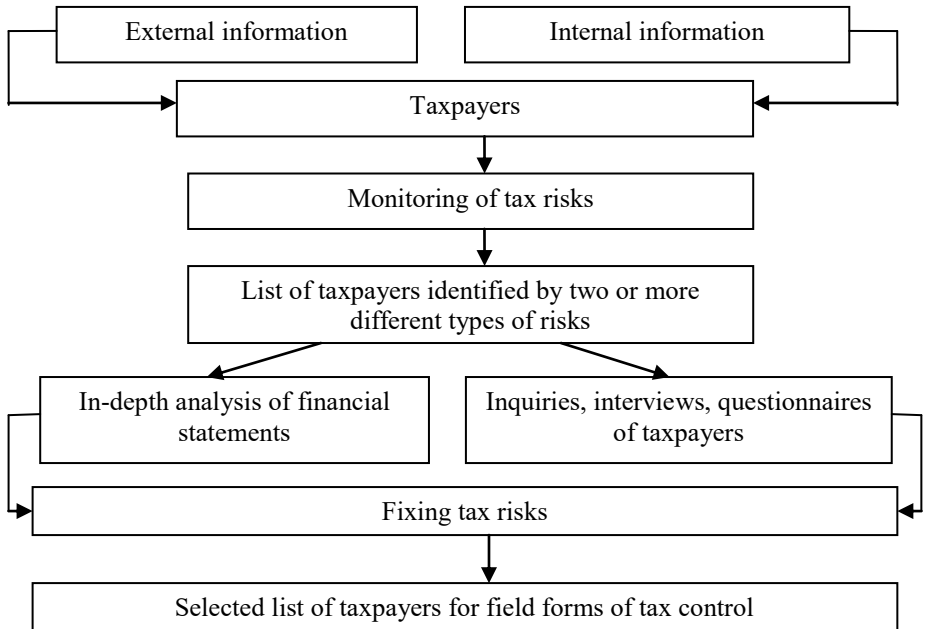 External information
Internal information
Taxpayers
Monitoring of tax risks
List of taxpayers identified by two or more
different types of risks
In-depth analysis of financial
statements
Inquiries, interviews, questionnaires
of taxpayers
Fixing tax risks
Selected list of taxpayers for field forms of tax control